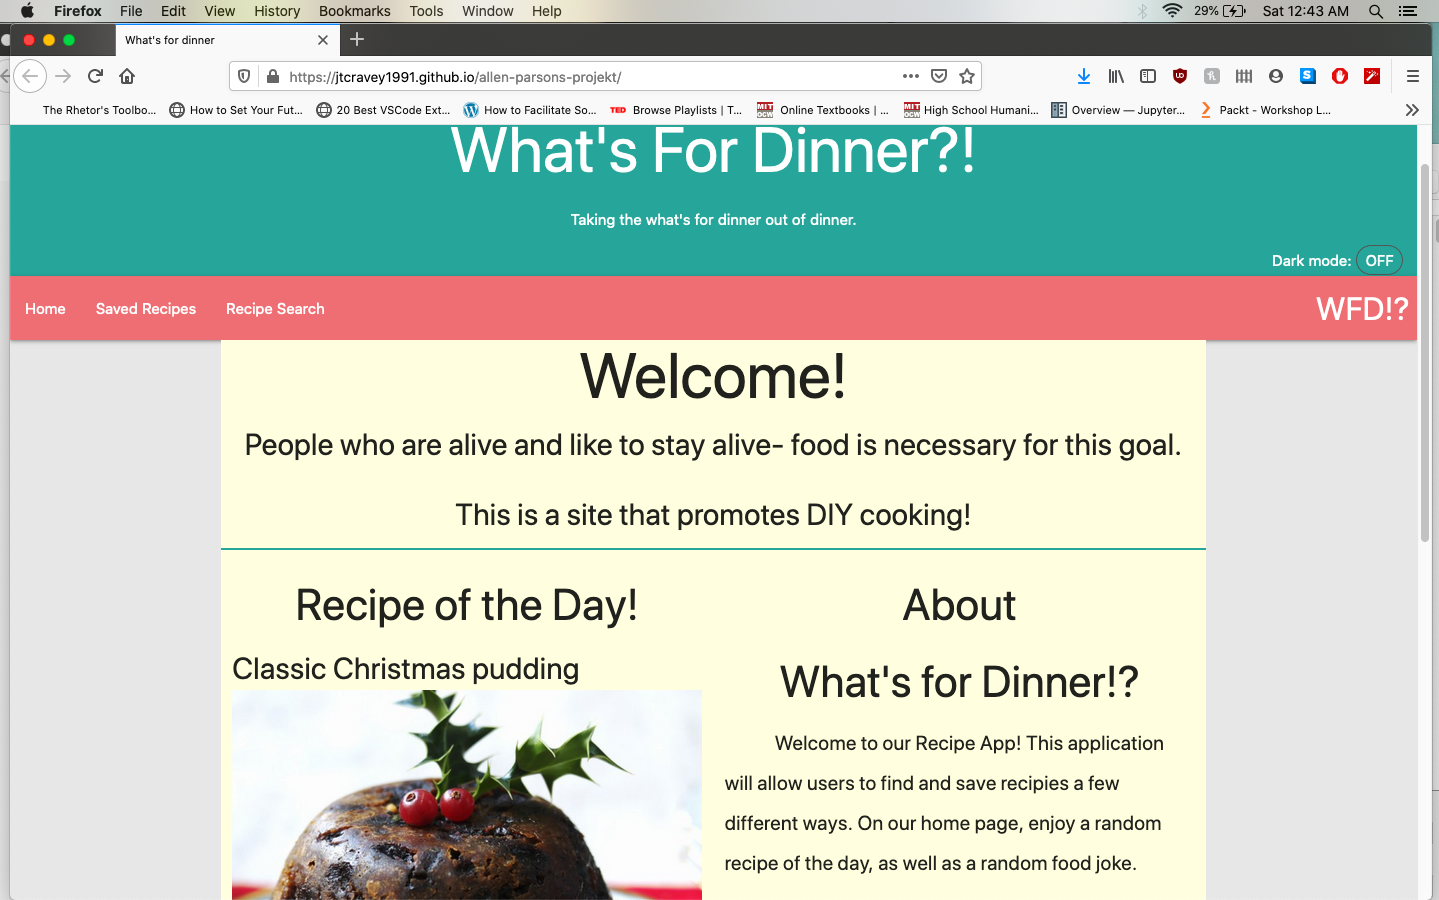 Firefox File Edit View History Bookmarks Tools Window Help 29% Sat 12:43 AM
What's for dinner
https://jtcravey1991.github.io/allen-parsons-projekt/
The Rhetor's Toolbo... How to Set Your Fut... 20 Best VSCode Ext... How to Facilitate So... TED Browse Playlists | T... MIT OCW Online Textbooks | ... MIT OCW High School Humani... Overview — Jupyter... Packt - Workshop L...
What's For Dinner?!
Taking the what's for dinner out of dinner.
Dark mode: OFF
Home Saved Recipes Recipe Search WFD!?
Welcome!
People who are alive and like to stay alive- food is necessary for this goal.
This is a site that promotes DIY cooking!
Recipe of the Day!
Classic Christmas pudding
About
What's for Dinner!?
Welcome to our Recipe App! This application
will allow users to find and save recipies a few
different ways. On our home page, enjoy a random
recipe of the day, as well as a random food joke.